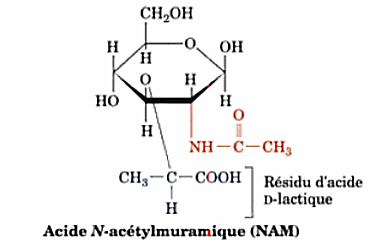 CH₂OH
H
O
OH
H
O
H
HO
H
H
O
NH—C—CH₃
CH₃—C—COOH
H
Résidu d'acide
D-lactique
Acide N-acétylmuramique (NAM)